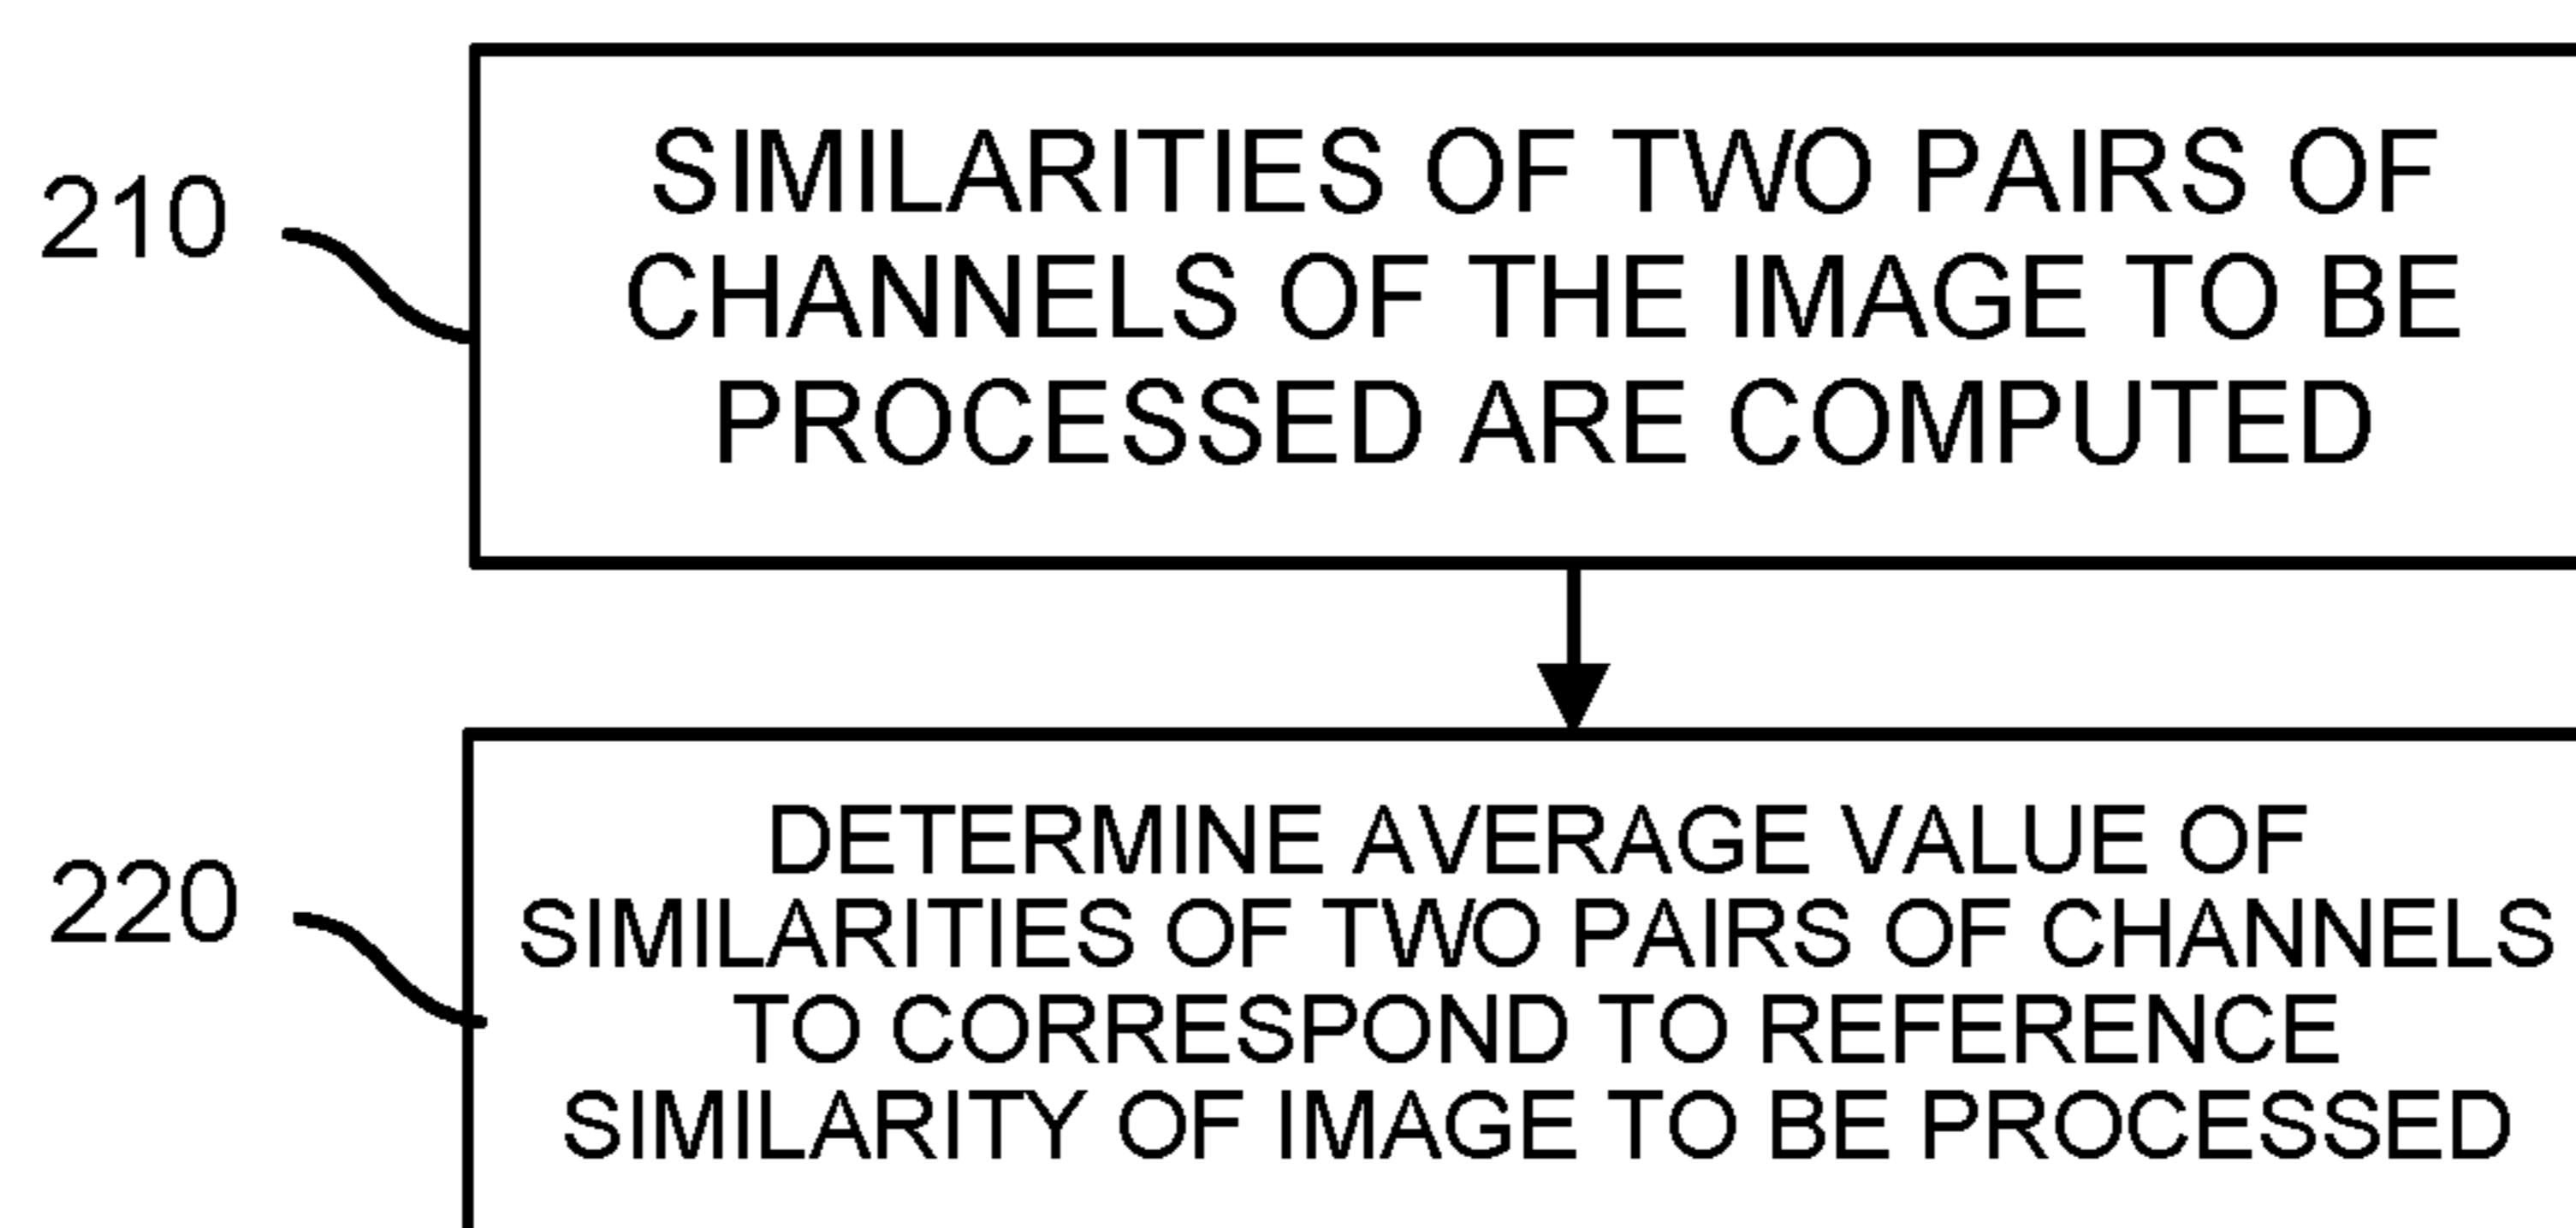 210
SIMILARITIES OF TWO PAIRS OF
CHANNELS OF THE IMAGE TO BE
PROCESSED ARE COMPUTED
220
DETERMINE AVERAGE VALUE OF
SIMILARITIES OF TWO PAIRS OF CHANNELS
TO CORRESPOND TO REFERENCE
SIMILARITY OF IMAGE TO BE PROCESSED